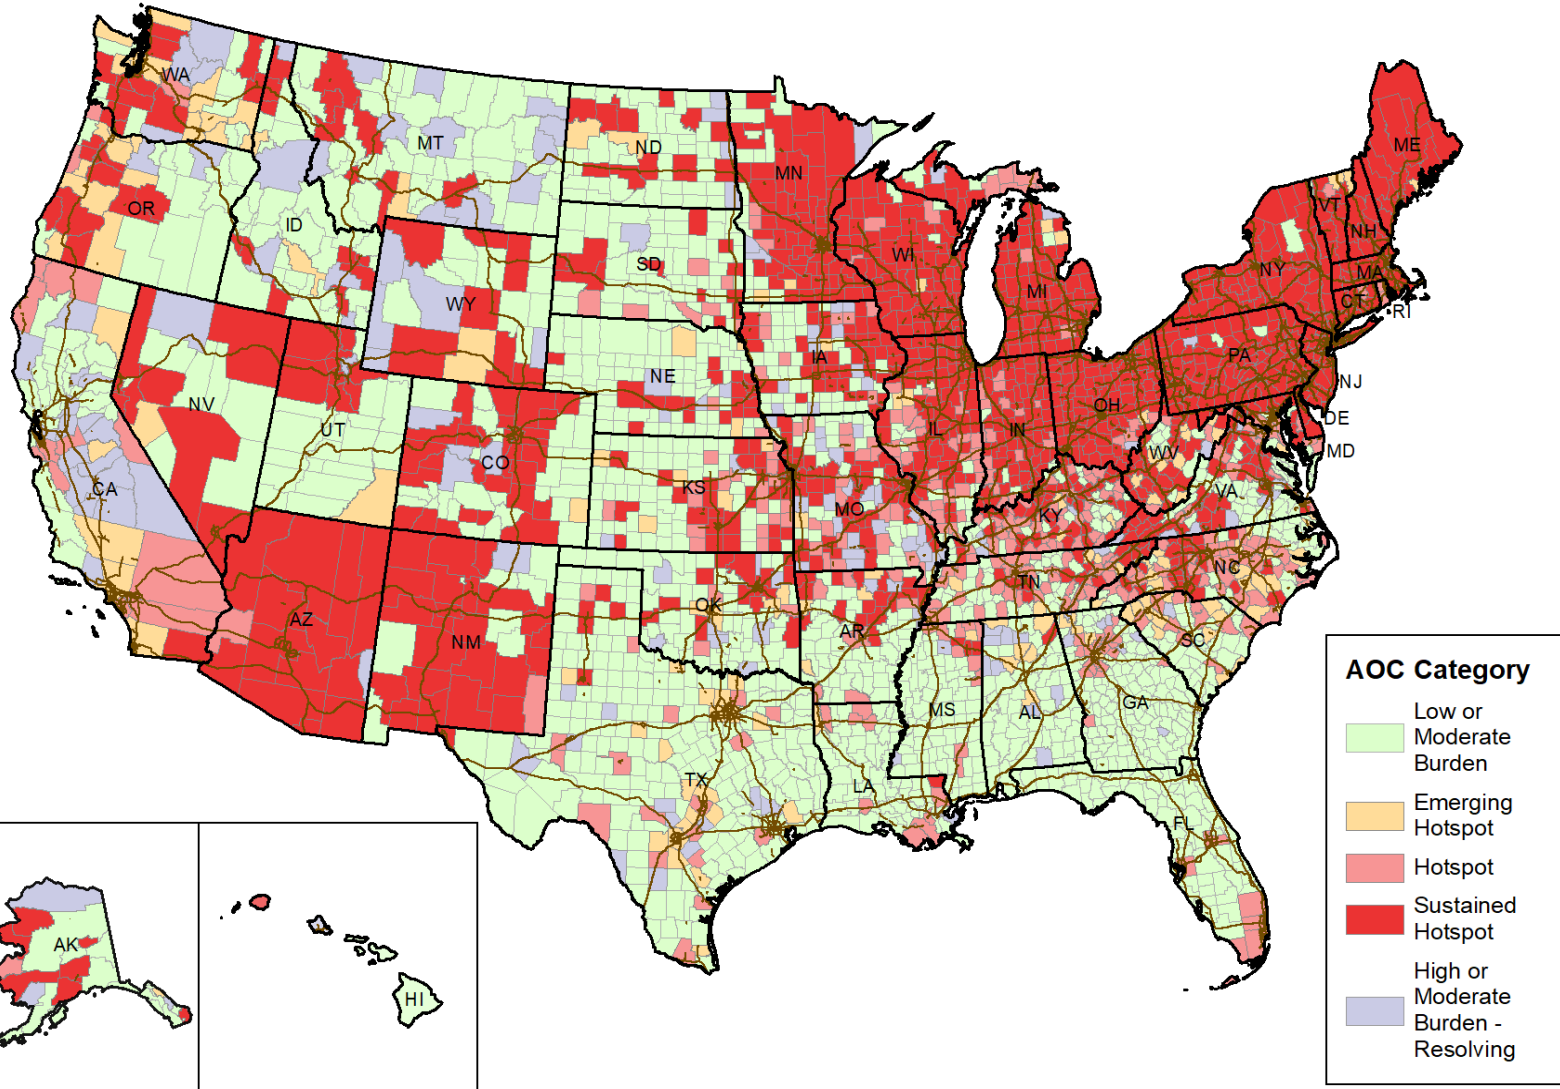 WA
MT
ND
MN
ME
OR
ID
SD
WI
VT
NH
NY
MA
WY
MI
CT
RI
IA
PA
NV
NE
NJ
UT
OH
DE
CO
IL
IN
MD
WV
CA
KS
MO
VA
KY
AZ
NM
OK
TN
NC
AR
SC
MS
AL
GA
TX
LA
FL
AK
HI
AOC Category
Low or
Moderate
Burden
Emerging
Hotspot
Hotspot
Sustained
Hotspot
High or
Moderate
Burden -
Resolving